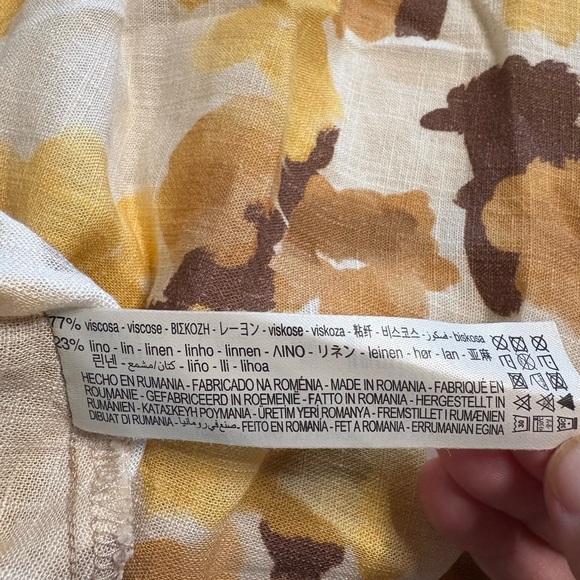 77% viscosa - viscose - ВІЅКОZН - レーヨン - viskose - viskoza - 粘纤 - 비스코스 - فسكوز - biskosa
23% lino - lin - linen - linho - linnen - ΛΙΝΟ - リネン - leinen - hør - lan - 亚麻
린넨 - كتان/مشمع - liño - lli - lihoa
HECHO EN RUMANIA - FABRICADO NA ROMÉNIA - MADE IN ROMANIA - FABRIQUÉ EN
ROUMANIE - GEFABRICEERD IN ROEMENIË - FATTO IN ROMANIA - HERGESTELLT IN
RUMÄNIEN - ΚΑΤΑΣΚΕΥΗ ΡΟΥΜΑΝΙΑ - ÜRETİM YERİ ROMANYA - FREMSTILLET I RUMÆNIEN
DIBUAT DI RUMANIA - صنع في رومانيا - FEITO EN ROMANÍA - FET A ROMANIA - ERRUMANIAN EGINA